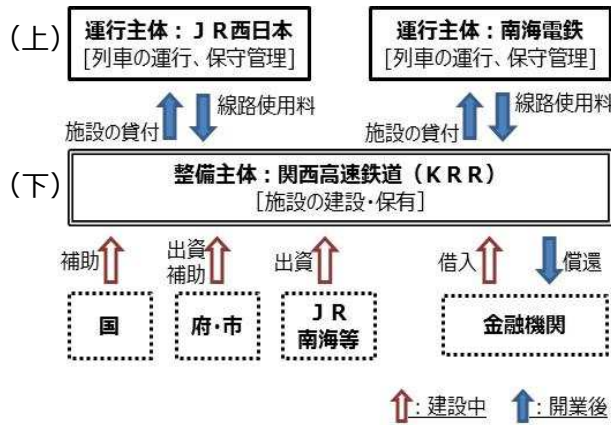 (上)
運行主体:JR西日本
[列車の運行、保守管理]
運行主体:南海電鉄
[列車の運行、保守管理]
施設の貸付
線路使用料
施設の貸付
線路使用料
(下)
整備主体:関西高速鉄道(KRR)
[施設の建設・保有]
補助
出資
補助
出資
借入
償還
国
府・市
JR
南海等
金融機関
:建設中
:開業後